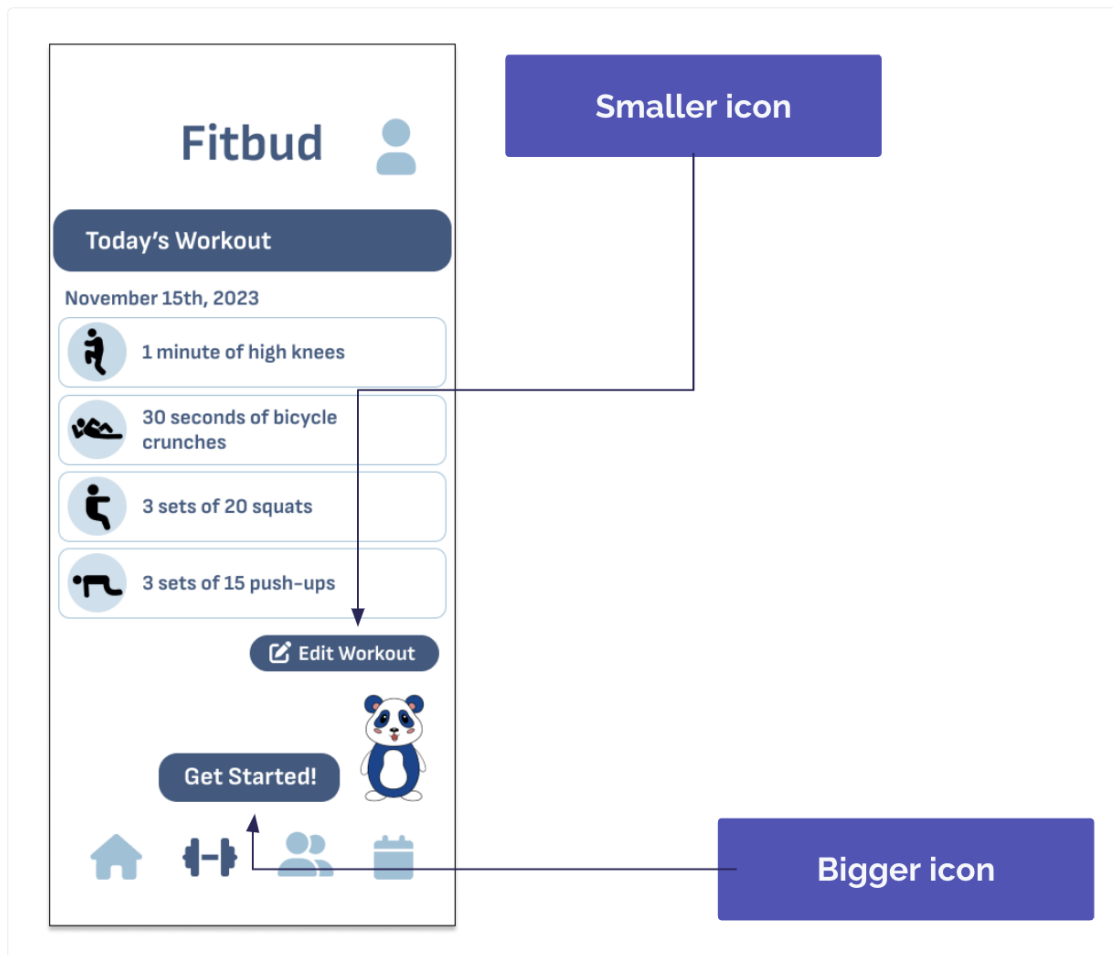 Smaller icon
Fitbud
Today's Workout
November 15th, 2023
1 minute of high knees
30 seconds of bicycle
crunches
3 sets of 20 squats
3 sets of 15 push-ups
Edit Workout
Get Started!
Bigger icon